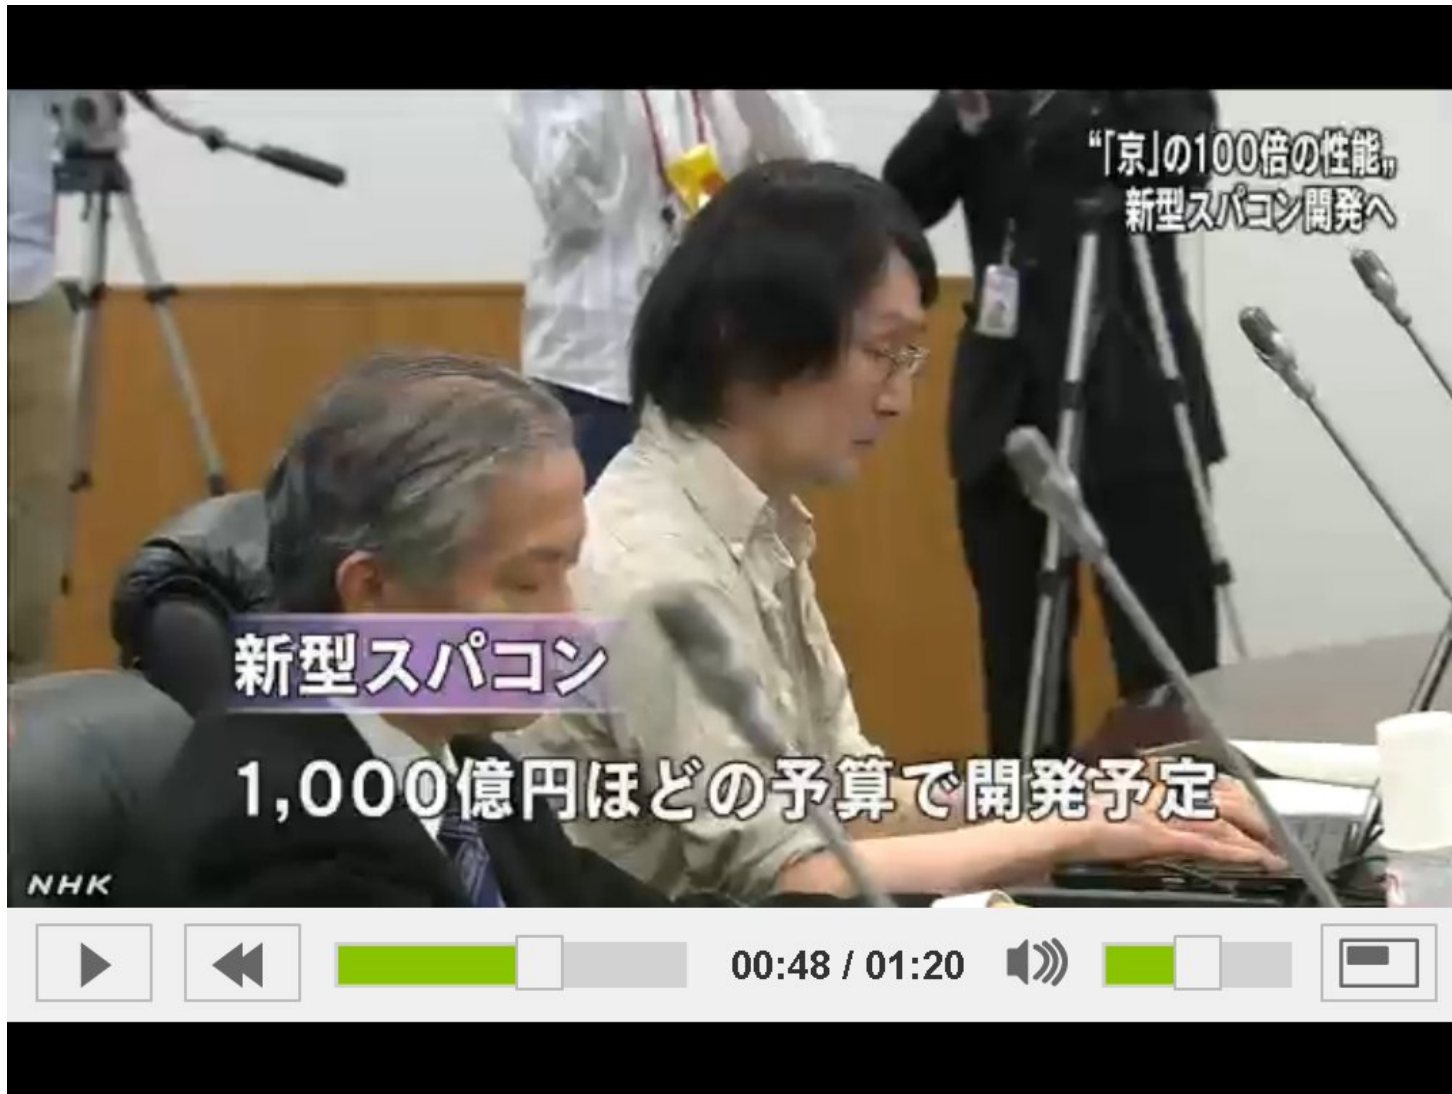 “「京」の100倍の性能„
新型スパコン開発へ
新型スパコン
1,000億円ほどの予算で開発予定
NHK
00:48 / 01:20